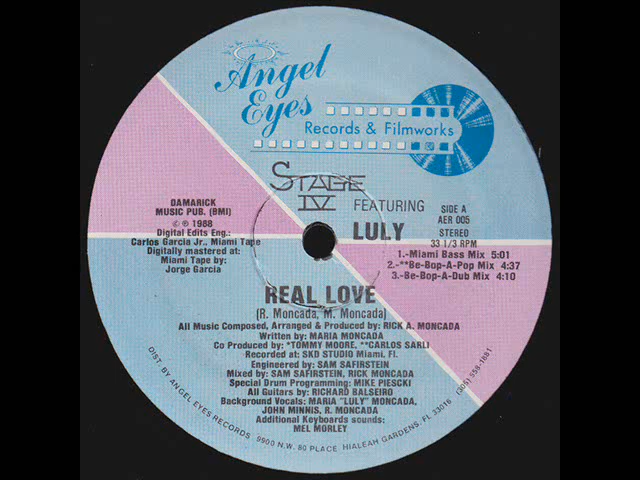 Angel
Eyes
Records & Filmworks
STAGE
IV
FEATURING
LULY
SIDE A
AER 005
STEREO
33 1/3 RPM
DAMARICK
MUSIC PUB. (BMI)
© ℗ 1988
Digital Edits Eng.:
Carlos Garcia Jr., Miami Tape
Digitally mastered at:
Miami Tape by:
Jorge Garcia
1.-Miami Bass Mix 5:01
2.-**Be-Bop-A-Pop Mix 4:37
3.-Be-Bop-A-Dub Mix 4:10
REAL LOVE
(R. Moncada, M. Moncada)
All Music Composed, Arranged & Produced by: RICK A. MONCADA
Written by: MARIA MONCADA
Co Produced by: *TOMMY MOORE, **CARLOS SARLI
Recorded at: SKD STUDIO Miami, Fl.
Engineered by: SAM SAFIRSTEIN
Mixed by: SAM SAFIRSTEIN, RICK MONCADA
Special Drum Programming: MIKE PIESCKI
All Guitars by: RICHARD BALSEIRO
Background Vocals: MARIA "LULY" MONCADA,
JOHN MINNIS, R. MONCADA
Additional Keyboards sounds:
MEL MORLEY
DIST. BY ANGEL EYES RECORDS 9900 N.W. 80 PLACE HIALEAH GARDENS, FL 33016 (305) 558-1881